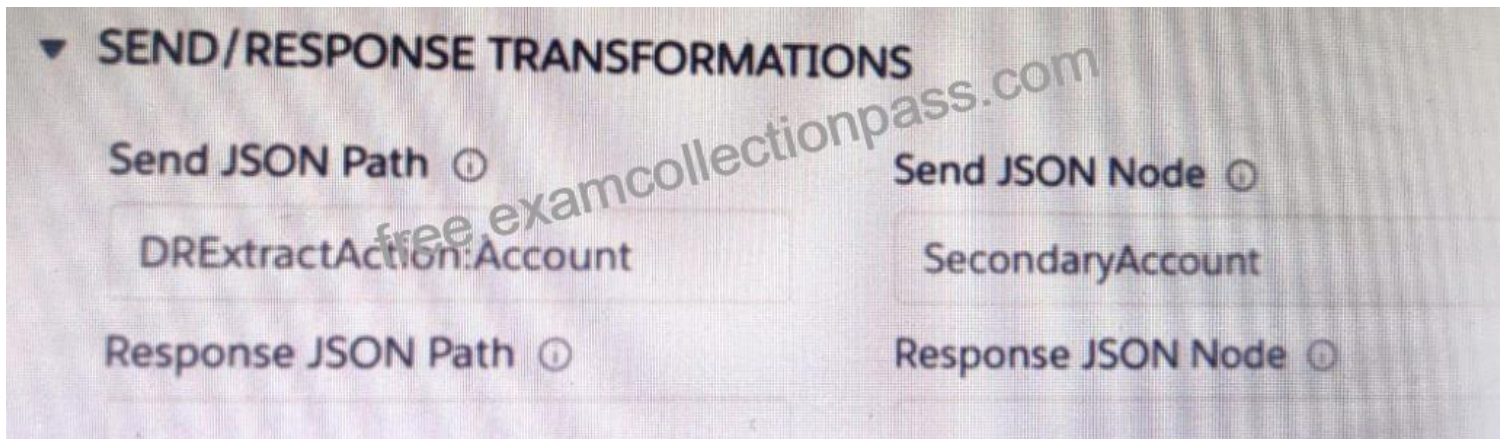 SEND/RESPONSE TRANSFORMATIONS
Send JSON Path
Send JSON Node
free.examcollectionpass.com
DRExtractAction:Account
SecondaryAccount
Response JSON Path
Response JSON Node